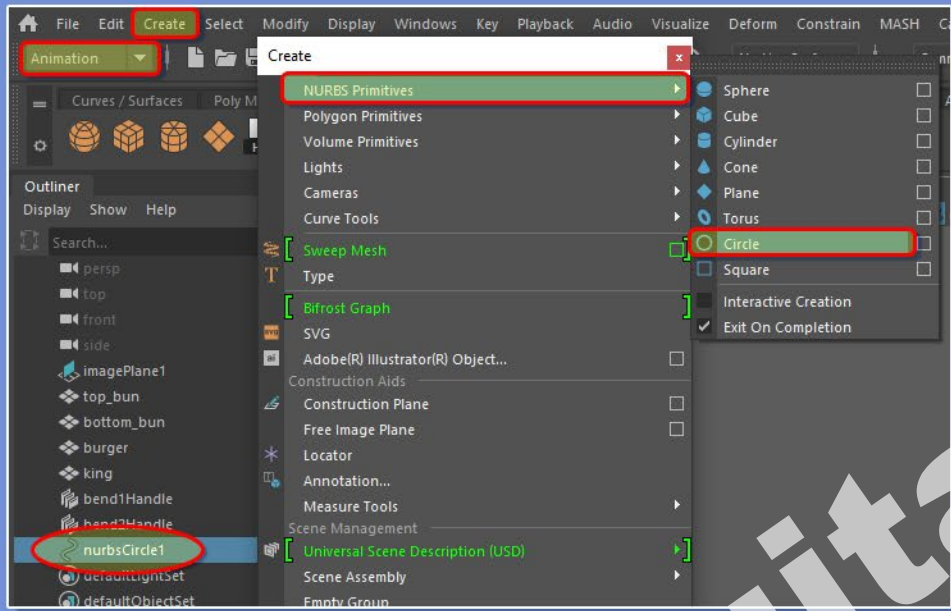 File Edit Create Select Modify Display Windows Key Playback Audio Visualize Deform Constrain MASH
Animation
Create
x
Curves / Surfaces Poly M
Outliner
Display Show Help
Search...
persp
top
front
side
imagePlane1
top_bun
bottom_bun
burger
king
bend1Handle
bend2Handle
nurbsCircle1
defaultLightSet
defaultObjectSet
NURBS Primitives
Polygon Primitives
Volume Primitives
Lights
Cameras
Curve Tools
Sweep Mesh
Type
Bifrost Graph
SVG
Adobe(R) Illustrator(R) Object...
Construction Aids
Construction Plane
Free Image Plane
Locator
Annotation...
Measure Tools
Scene Management
Universal Scene Description (USD)
Scene Assembly
Empty Group
Sphere
Cube
Cylinder
Cone
Plane
Torus
Circle
Square
Interactive Creation
Exit On Completion